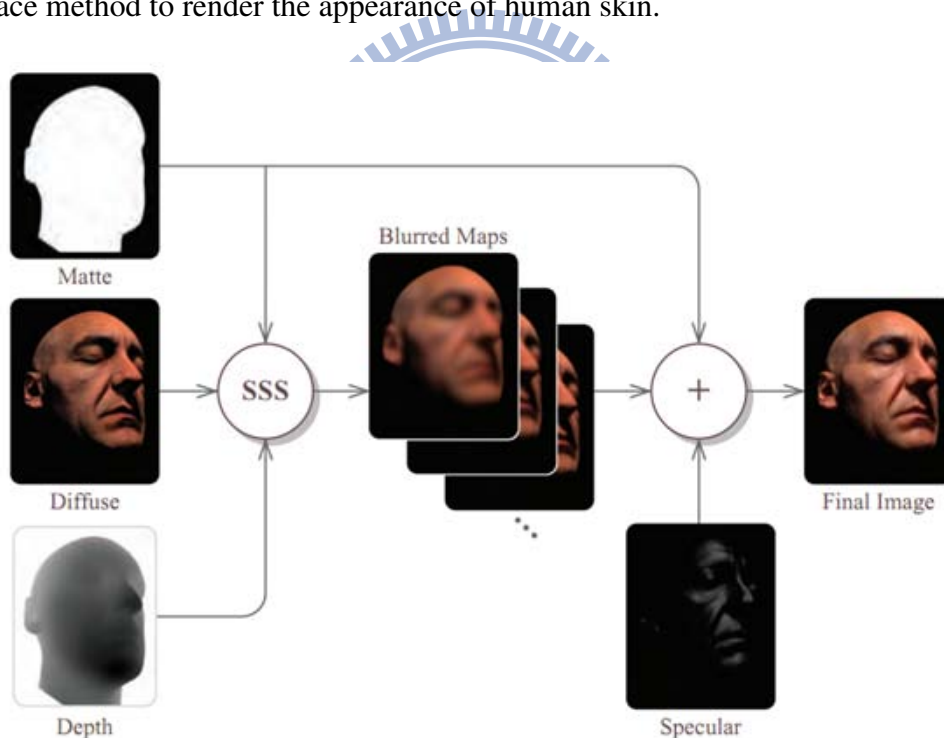 ace method to render the appearance of human skin.
Blurred Maps
Matte
SSS
+
Diffuse
Final Image
Depth
Specular